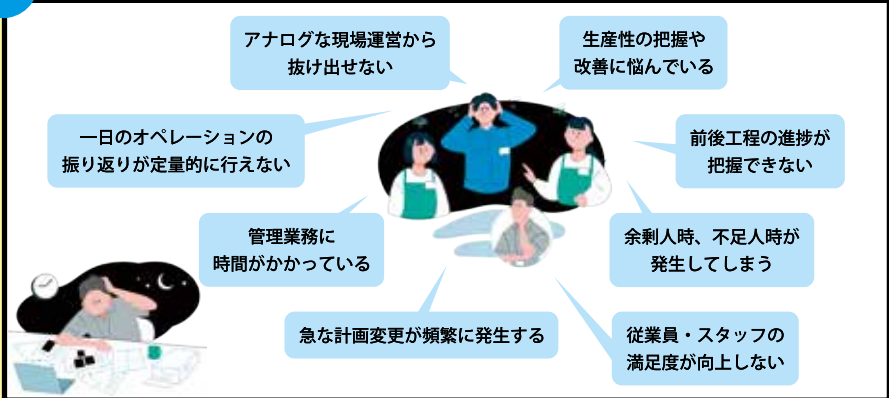 アナログな現場運営から
抜け出せない
生産性の把握や
改善に悩んでいる
一日のオペレーションの
振り返りが定量的に行えない
前後工程の進捗が
把握できない
管理業務に
時間がかかっている
余剰人時、不足人時が
発生してしまう
急な計画変更が頻繁に発生する
従業員・スタッフの
満足度が向上しない